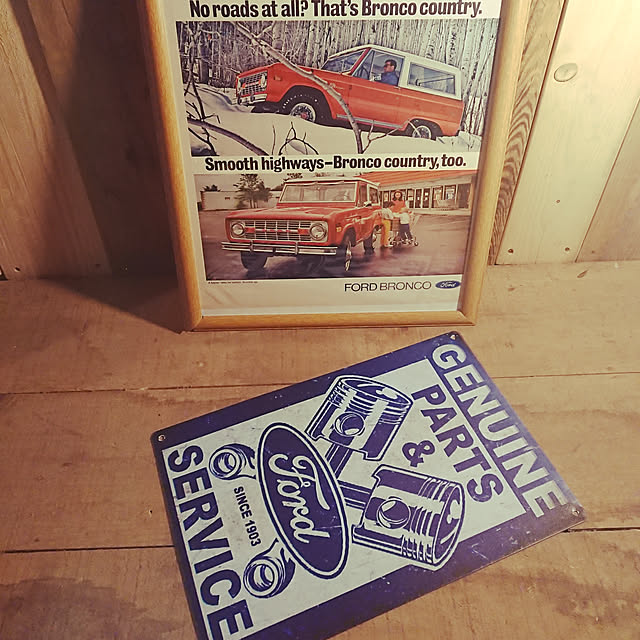 No roads at all? That's Bronco country.
Smooth highways–Bronco country, too.
FORD BRONCO Ford
GENUINE
PARTS
&
Ford
SINCE 1903
SERVICE